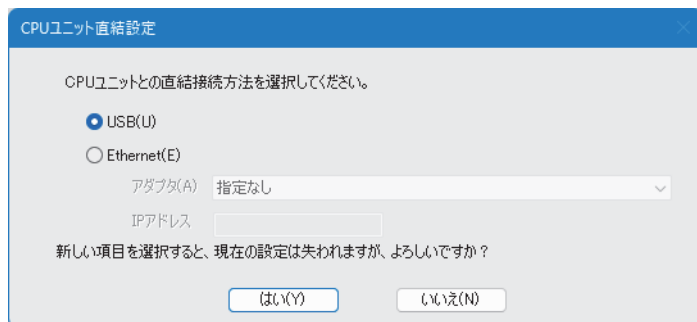 CPUユニット直結設定
CPUユニットとの直結接続方法を選択してください。
USB(U)
Ethernet(E)
アダプタ(A) 指定なし
IPアドレス
新しい項目を選択すると、現在の設定は失われますが、よろしいですか？
はい(Y) いいえ(N)